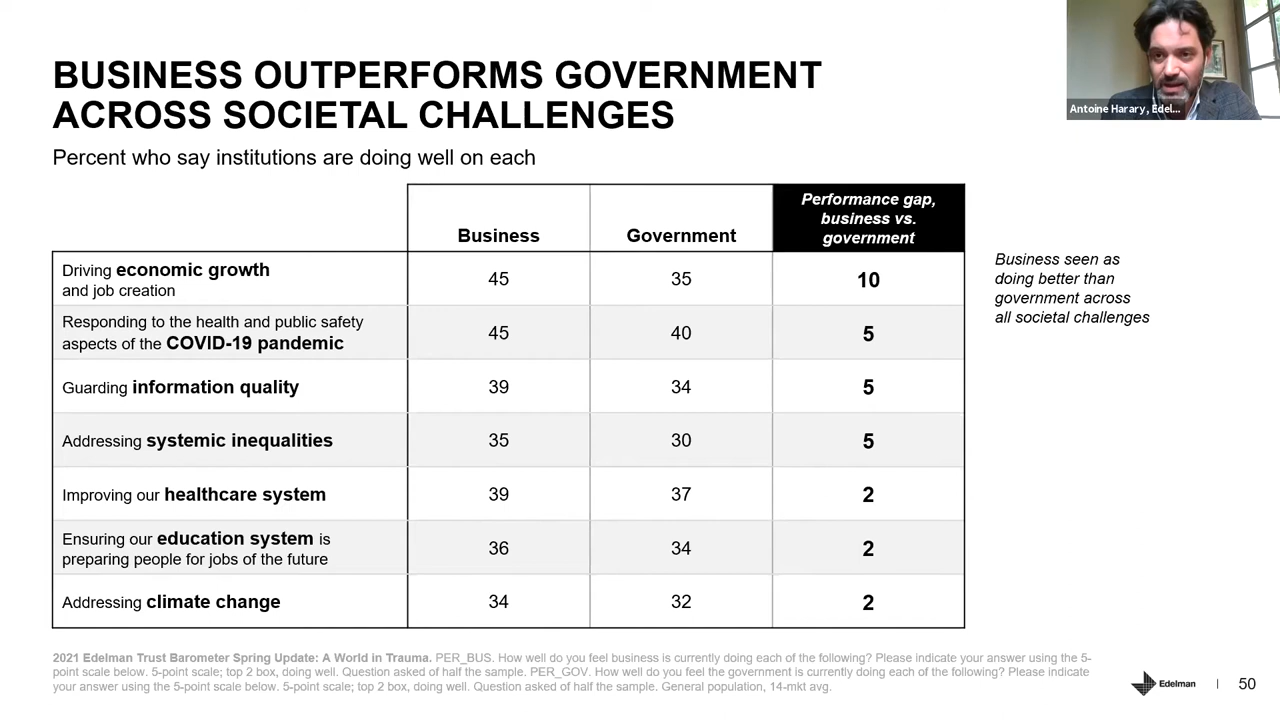 BUSINESS OUTPERFORMS GOVERNMENT
ACROSS SOCIETAL CHALLENGES
Percent who say institutions are doing well on each
Antoine Harary, Edel...
Business
Government
Performance gap,
business vs.
government
Driving economic growth
and job creation
45
35
10
Responding to the health and public safety
aspects of the COVID-19 pandemic
45
40
5
Guarding information quality
39
34
5
Addressing systemic inequalities
35
30
5
Improving our healthcare system
39
37
2
Ensuring our education system is
preparing people for jobs of the future
36
34
2
Addressing climate change
34
32
2
Business seen as
doing better than
government across
all societal challenges
2021 Edelman Trust Barometer Spring Update: A World in Trauma. PER_BUS. How well do you feel business is currently doing each of the following? Please indicate your answer using the 5-
point scale below. 5-point scale; top 2 box, doing well. Question asked of half the sample. PER_GOV. How well do you feel the government is currently doing each of the following? Please indicate
your answer using the 5-point scale below. 5-point scale; top 2 box, doing well. Question asked of half the sample. General population, 14-mkt avg.
Edelman
50